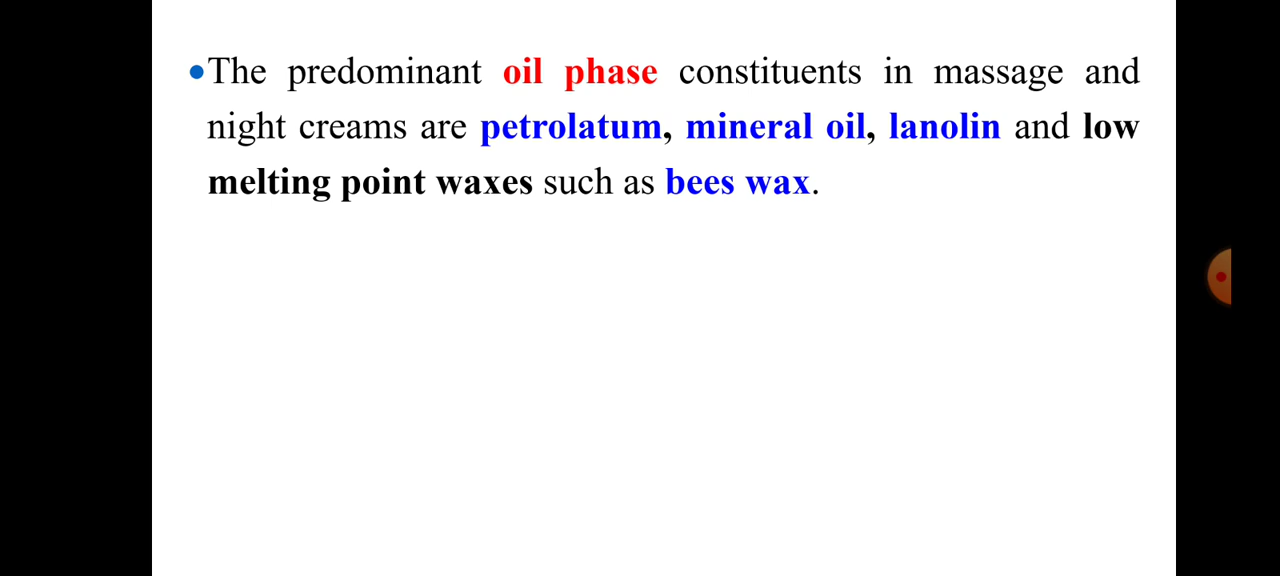 •The predominant oil phase constituents in massage and
night creams are petrolatum, mineral oil, lanolin and low
melting point waxes such as bees wax.